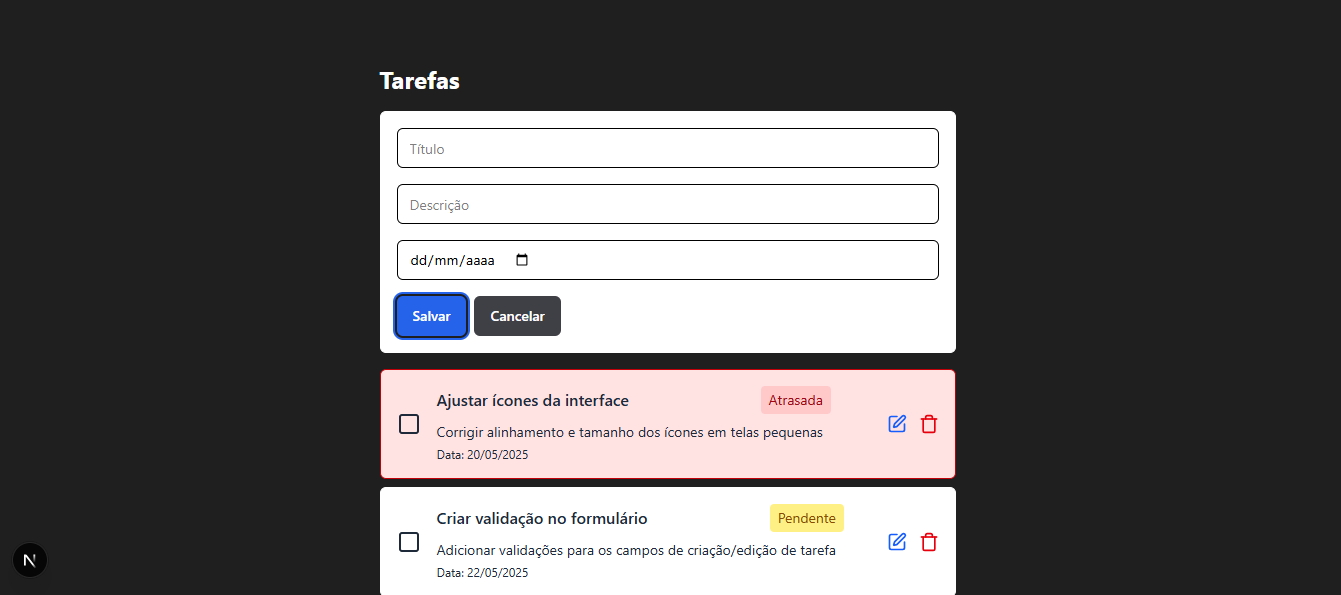 Tarefas
Título
Descrição
dd/mm/aaaa
Salvar Cancelar
Ajustar ícones da interface Atrasada
Corrigir alinhamento e tamanho dos ícones em telas pequenas
Data: 20/05/2025
Criar validação no formulário Pendente
Adicionar validações para os campos de criação/edição de tarefa
Data: 22/05/2025
N